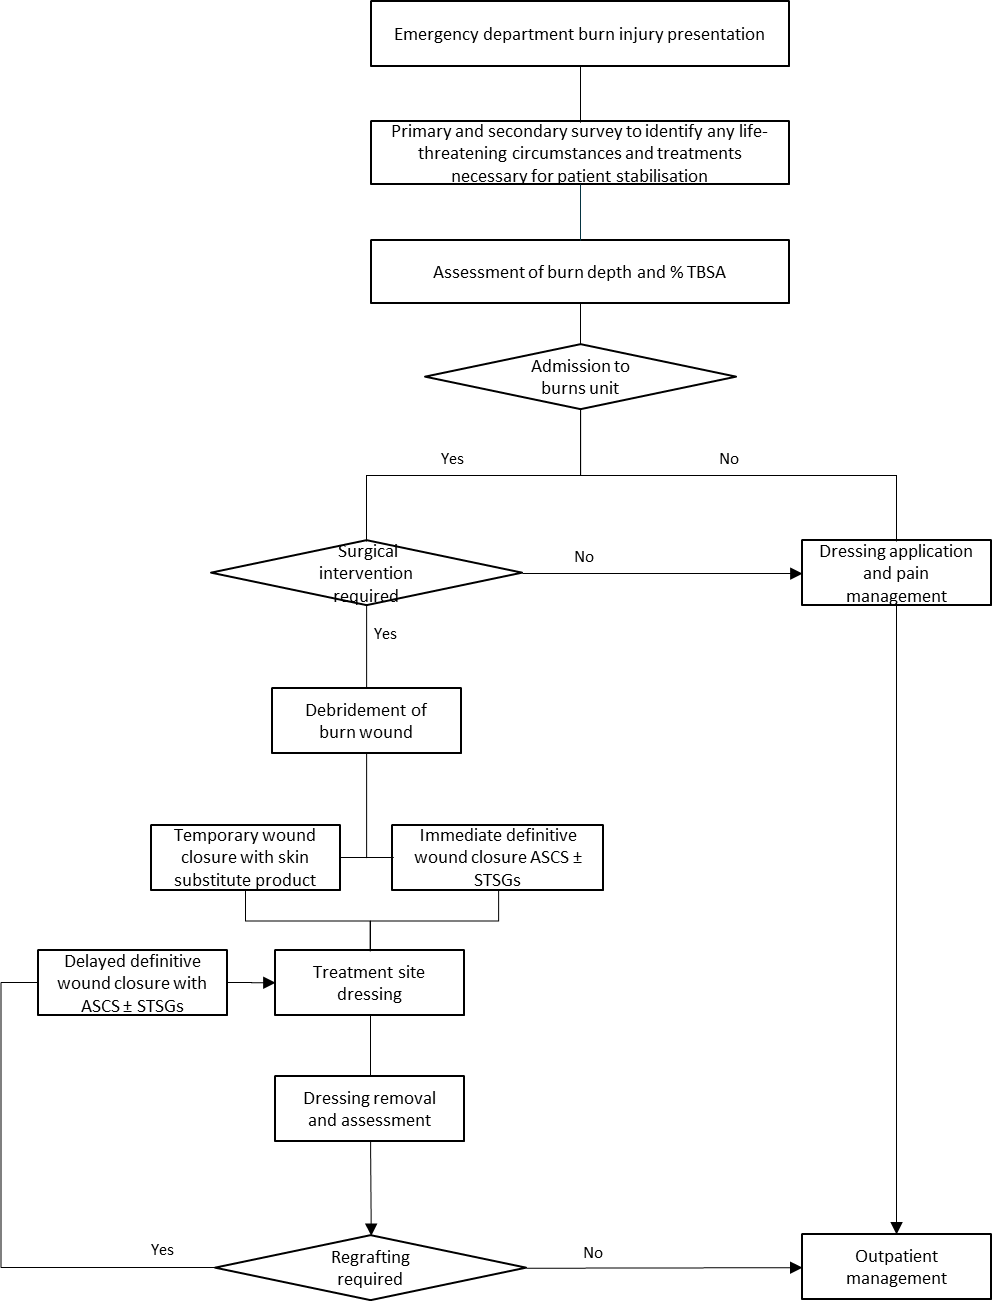 Emergency department burn injury presentation
Primary and secondary survey to identify any life-
threatening circumstances and treatments
necessary for patient stabilisation
Assessment of burn depth and % TBSA
Admission to
burns unit
Yes
No
Surgical
intervention
required
No
Dressing application
and pain
management
Yes
Debridement of
burn wound
Temporary wound
closure with skin
substitute product
Immediate definitive
wound closure ASCS ±
STSGs
Delayed definitive
wound closure with
ASCS ± STSGs
Treatment site
dressing
Dressing removal
and assessment
Yes
Regrafting
required
No
Outpatient
management